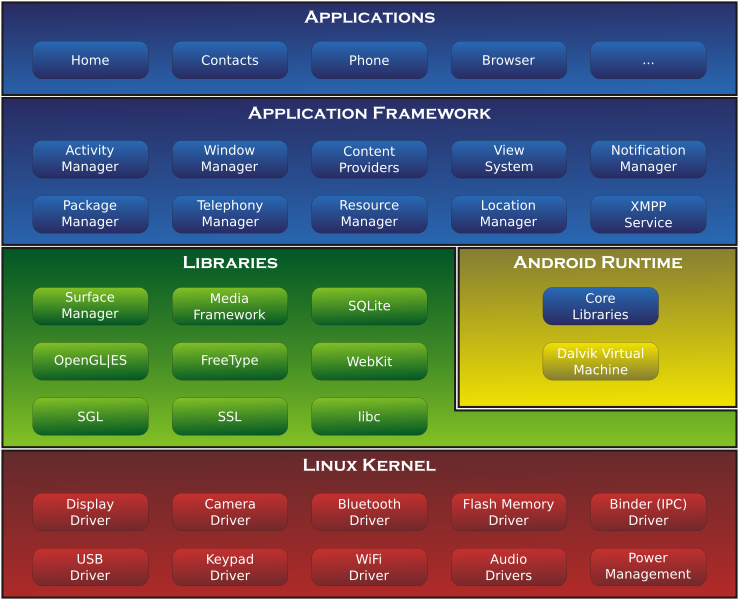 Applications
Home
Contacts
Phone
Browser
...
Application Framework
Activity
Manager
Window
Manager
Content
Providers
View
System
Notification
Manager
Package
Manager
Telephony
Manager
Resource
Manager
Location
Manager
XMPP
Service
Libraries
Surface
Manager
Media
Framework
SQLite
OpenGL|ES
FreeType
WebKit
SGL
SSL
libc
Android Runtime
Core
Libraries
Dalvik Virtual
Machine
Linux Kernel
Display
Driver
Camera
Driver
Bluetooth
Driver
Flash Memory
Driver
Binder (IPC)
Driver
USB
Driver
Keypad
Driver
WiFi
Driver
Audio
Drivers
Power
Management